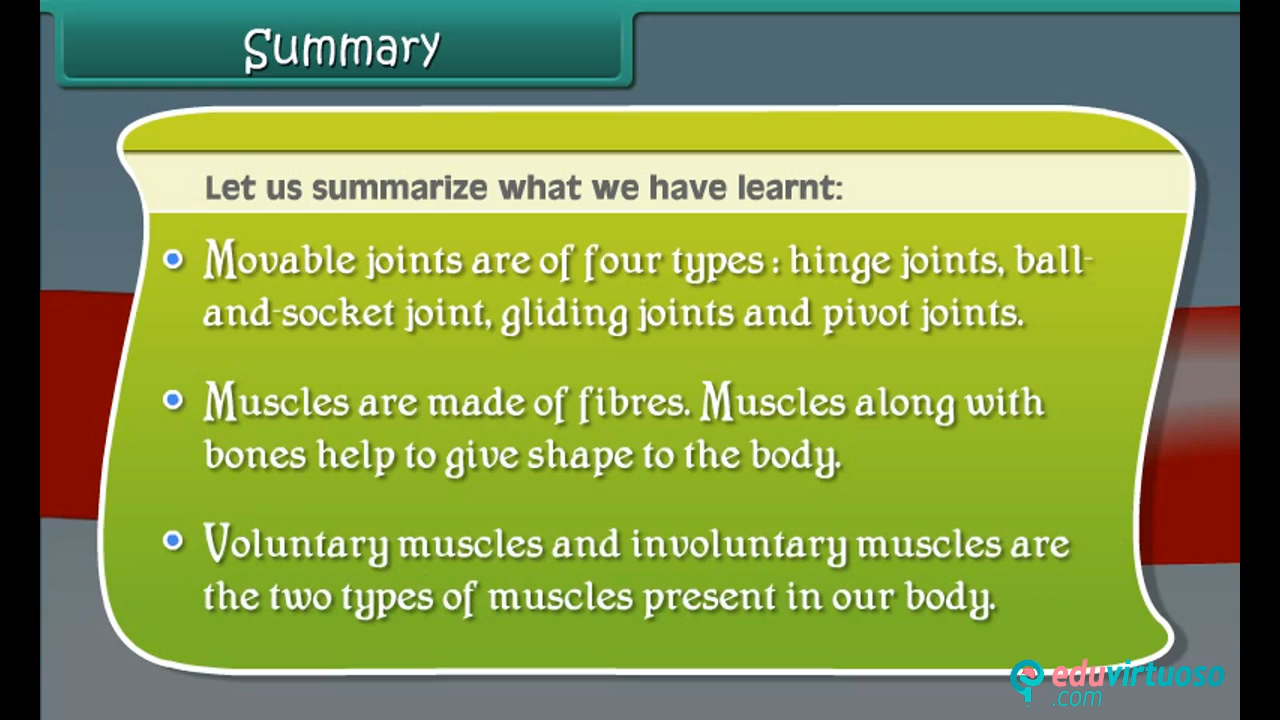 Summary
Let us summarize what we have learnt:
Movable joints are of four types : hinge joints, ball-
and-socket joint, gliding joints and pivot joints.
Muscles are made of fibres. Muscles along with
bones help to give shape to the body.
Voluntary muscles and involuntary muscles are
the two types of muscles present in our body.
eduvirtuoso
.com